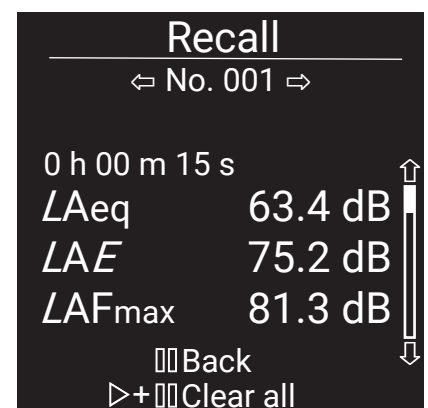 Recall
⇦ No. 001 ⇨
0 h 00 m 15 s
LAeq 63.4 dB
LAE 75.2 dB
LAFmax 81.3 dB
▯▯Back
▷+▯▯Clear all